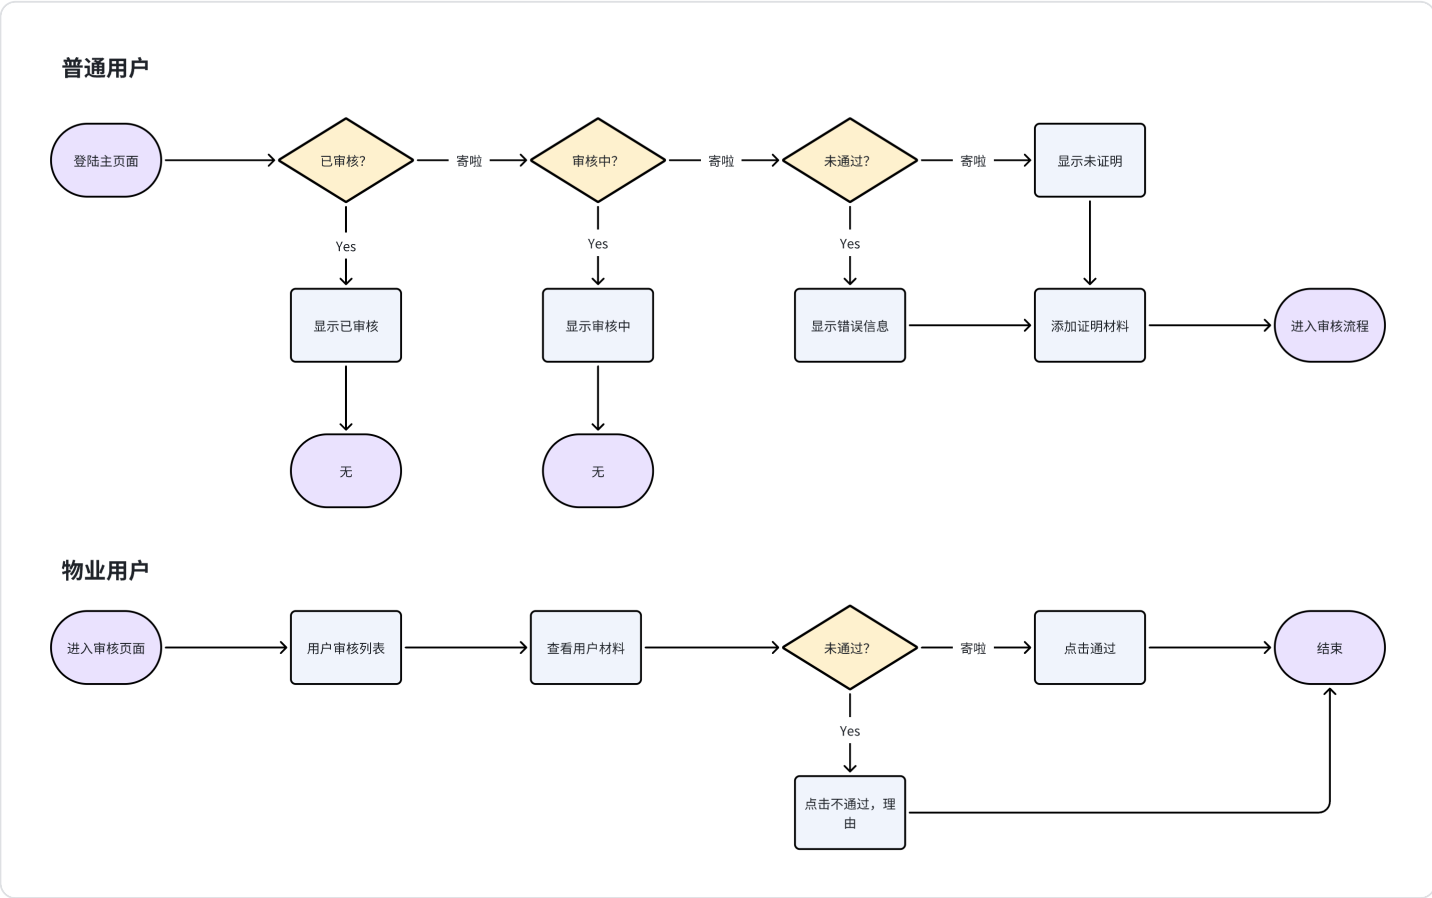 普通用户
登陆主页面
已审核？
寄啦
审核中？
寄啦
未通过？
寄啦
显示未证明
Yes
Yes
Yes
显示已审核
显示审核中
显示错误信息
添加证明材料
进入审核流程
无
无
物业用户
进入审核页面
用户审核列表
查看用户材料
未通过？
寄啦
点击通过
结束
Yes
点击不通过，理
由